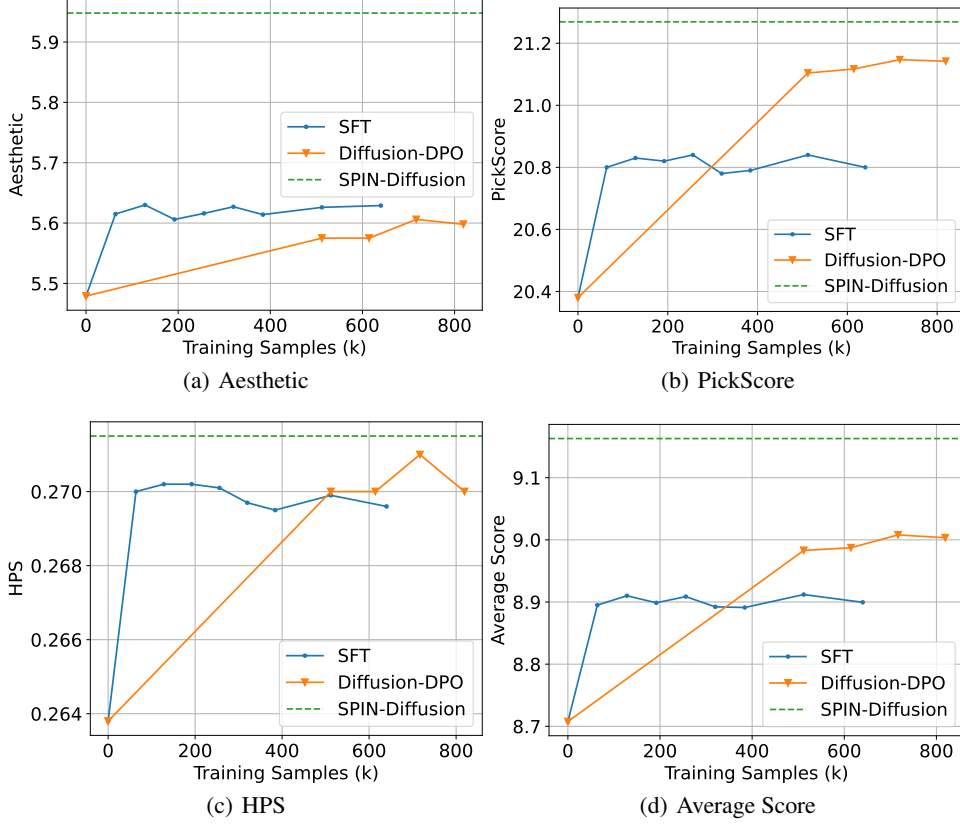 Aesthetic
5.9
5.8
5.7
5.6
5.5
SFT
Diffusion-DPO
SPIN-Diffusion
0 200 400 600 800
Training Samples (k)
(a) Aesthetic
PickScore
21.2
21.0
20.8
20.6
20.4
SFT
Diffusion-DPO
SPIN-Diffusion
0 200 400 600 800
Training Samples (k)
(b) PickScore
HPS
0.270
0.268
0.266
0.264
SFT
Diffusion-DPO
SPIN-Diffusion
0 200 400 600 800
Training Samples (k)
(c) HPS
Average Score
9.1
9.0
8.9
8.8
8.7
SFT
Diffusion-DPO
SPIN-Diffusion
0 200 400 600 800
Training Samples (k)
(d) Average Score